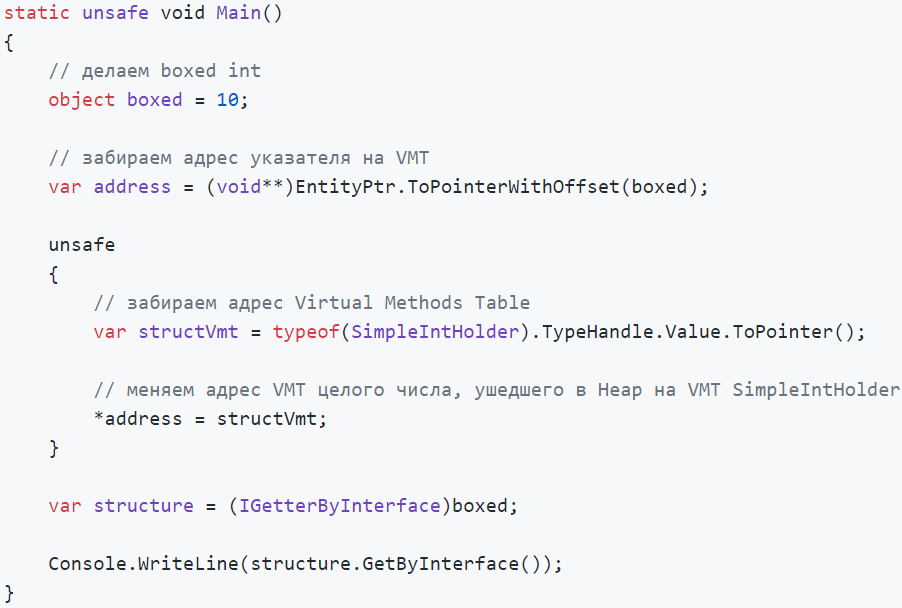 static unsafe void Main()
{
    // делаем boxed int
    object boxed = 10;

    // забираем адрес указателя на VMT
    var address = (void**)EntityPtr.ToPointerWithOffset(boxed);

    unsafe
    {
        // забираем адрес Virtual Methods Table
        var structVmt = typeof(SimpleIntHolder).TypeHandle.Value.ToPointer();

        // меняем адрес VMT целого числа, ушедшего в Heap на VMT SimpleIntHolder
        *address = structVmt;
    }

    var structure = (IGetterByInterface)boxed;

    Console.WriteLine(structure.GetByInterface());
}